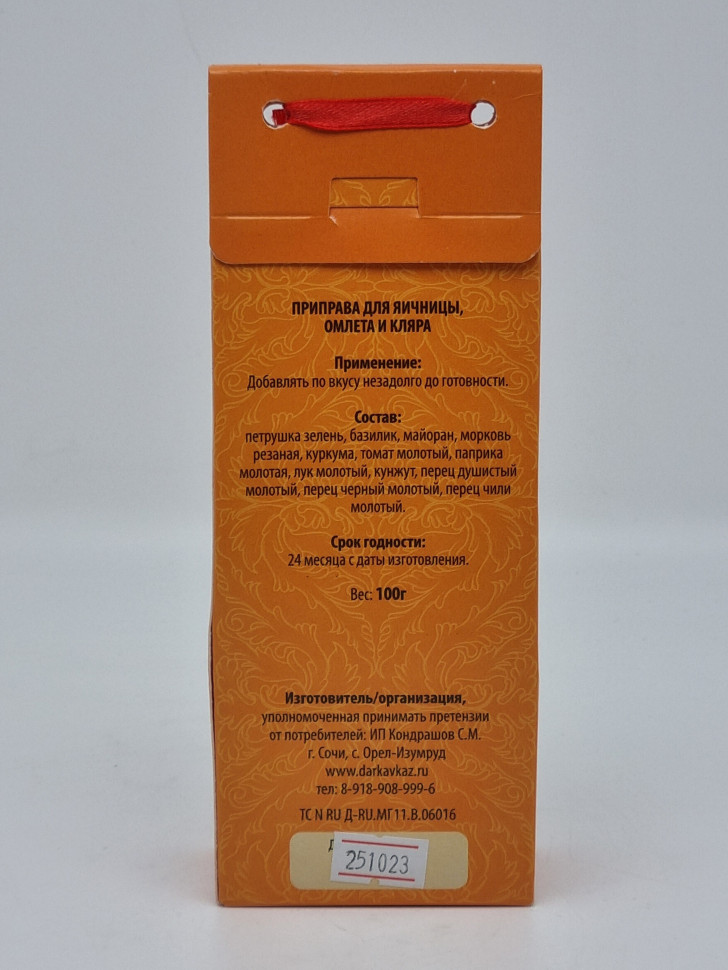 ПРИПРАВА ДЛЯ ЯИЧНИЦЫ,
ОМЛЕТА И КЛЯРА
Применение:
Добавлять по вкусу незадолго до готовности.
Состав:
петрушка зелень, базилик, майоран, морковь
резаная, куркума, томат молотый, паприка
молотая, лук молотый, кунжут, перец душистый
молотый, перец черный молотый, перец чили
молотый.
Срок годности:
24 месяца с даты изготовления.
Вес: 100г
Изготовитель/организация,
уполномоченная принимать претензии
от потребителей: ИП Кондрашов С.М.
г. Сочи, с. Орел-Изумруд
www.darkavkaz.ru
тел: 8-918-908-999-6
ТС N RU Д-RU.МГ11.В.06016
251023